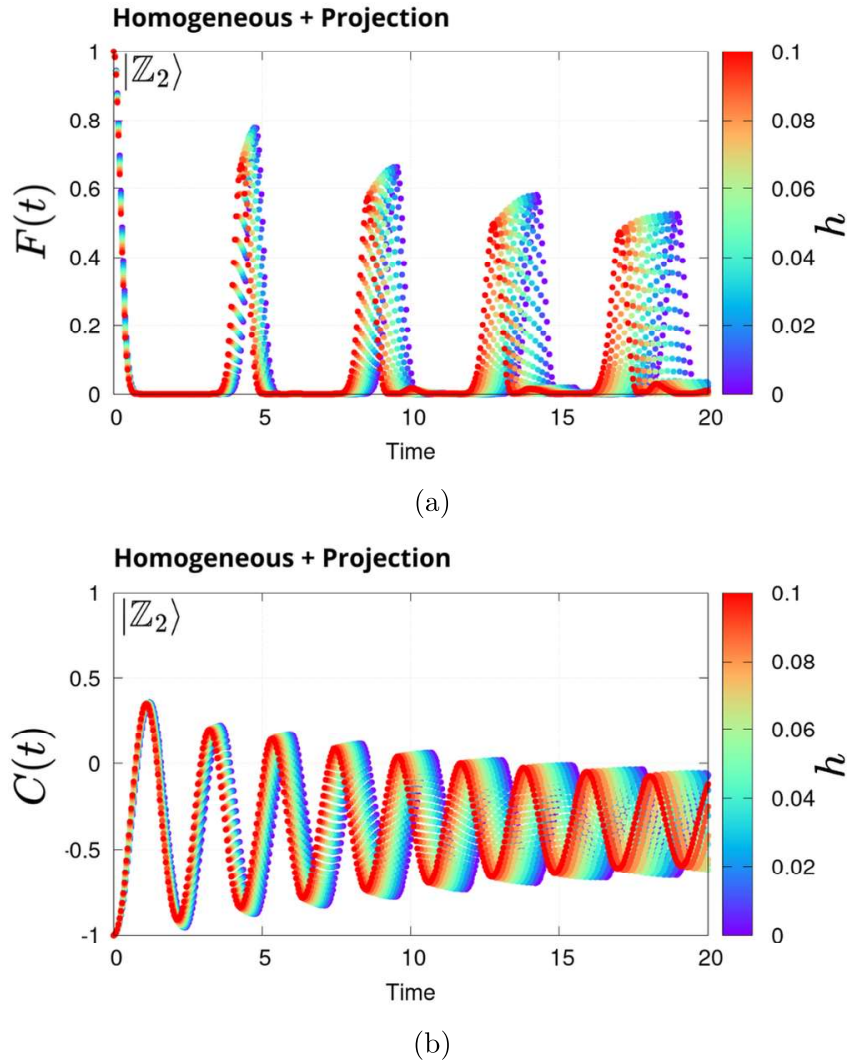 Homogeneous + Projection
|ℤ₂⟩
F(t)
1
0.8
0.6
0.4
0.2
0
0 5 10 15 20
Time
0.1
0.08
0.06
0.04
0.02
0
h
(a)
Homogeneous + Projection
|ℤ₂⟩
C(t)
1
0.5
0
-0.5
-1
0 5 10 15 20
Time
0.1
0.08
0.06
0.04
0.02
0
h
(b)